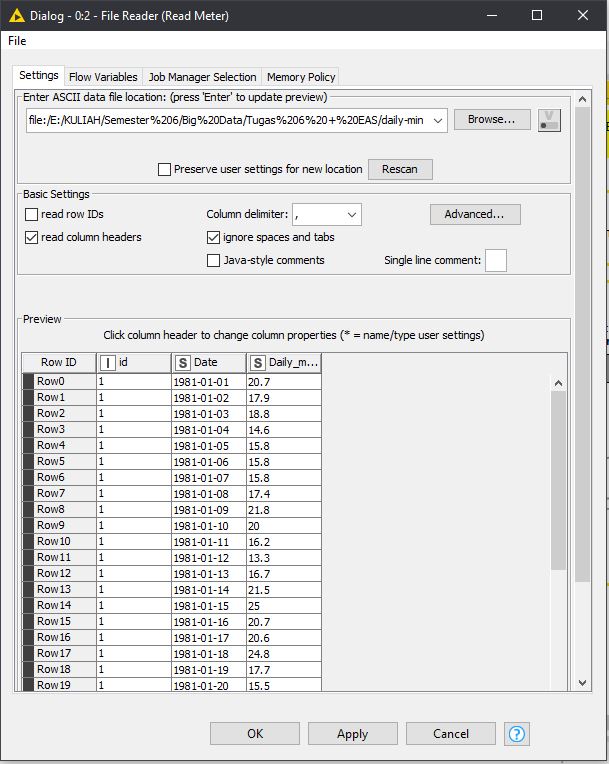 Dialog - 0:2 - File Reader (Read Meter)
File
Settings Flow Variables Job Manager Selection Memory Policy
Enter ASCII data file location: (press 'Enter' to update preview)
file:/E:/KULIAH/Semester%206/Big%20Data/Tugas%206%20+%20EAS/daily-min Browse... V
Preserve user settings for new location Rescan
Basic Settings
read row IDs Column delimiter: , Advanced...
read column headers ignore spaces and tabs
Java-style comments Single line comment:
Preview
Click column header to change column properties (* = name/type user settings)
Row ID I id S Date S Daily_m...
Row0 1 1981-01-01 20.7
Row1 1 1981-01-02 17.9
Row2 1 1981-01-03 18.8
Row3 1 1981-01-04 14.6
Row4 1 1981-01-05 15.8
Row5 1 1981-01-06 15.8
Row6 1 1981-01-07 15.8
Row7 1 1981-01-08 17.4
Row8 1 1981-01-09 21.8
Row9 1 1981-01-10 20
Row10 1 1981-01-11 16.2
Row11 1 1981-01-12 13.3
Row12 1 1981-01-13 16.7
Row13 1 1981-01-14 21.5
Row14 1 1981-01-15 25
Row15 1 1981-01-16 20.7
Row16 1 1981-01-17 20.6
Row17 1 1981-01-18 24.8
Row18 1 1981-01-19 17.7
Row19 1 1981-01-20 15.5
OK Apply Cancel ?